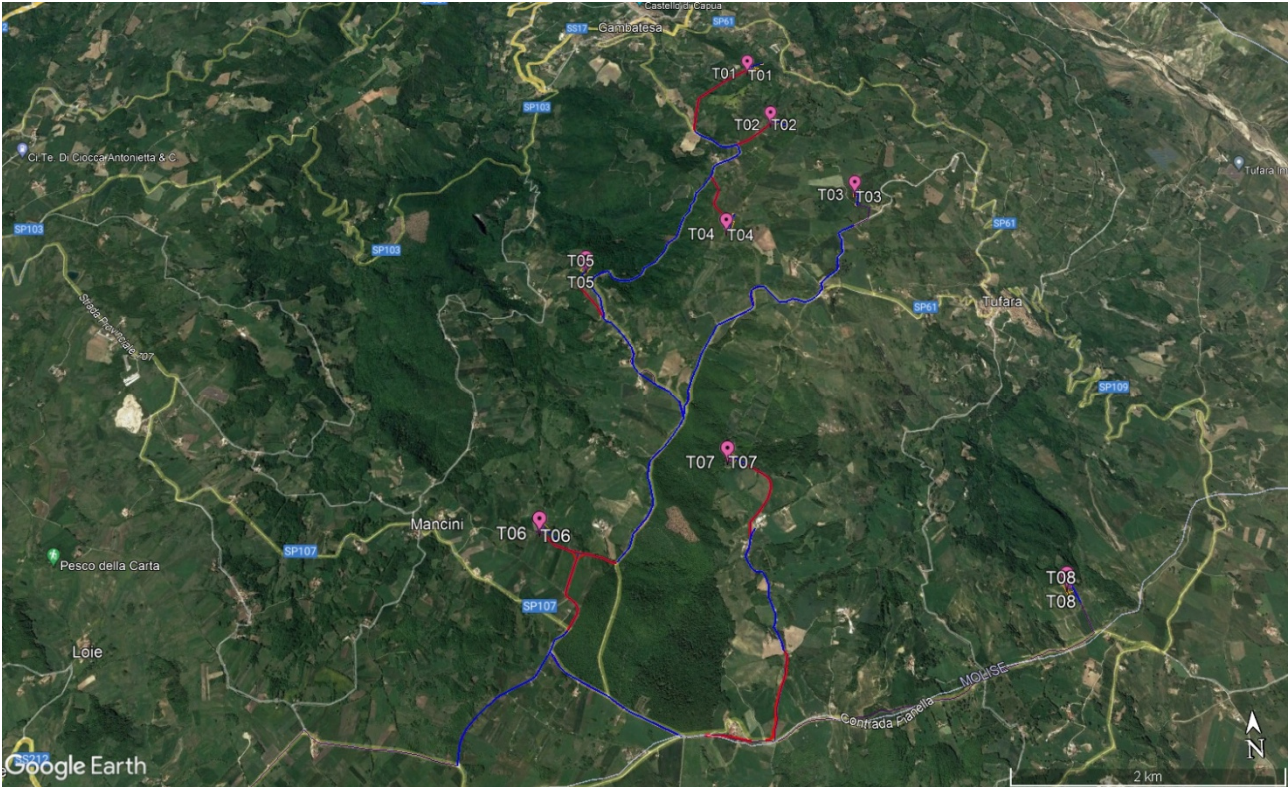 Castello di Capua
SP61
SS17
Gambatesa
T01
T01
SP103
T02
T02
Ci.Te. Di Ciocca Antonietta & C
T03
T03
SP103
SP103
T04
T04
SP61
T05
T05
SP61
Tufara
Strada Provinciale 107
SP109
T07
T07
T06
T06
Mancini
SP107
Pesco della Carta
T08
T08
SP107
Loie
MOLISE
Contrada Pianella
SS212
Google Earth
N
2 km